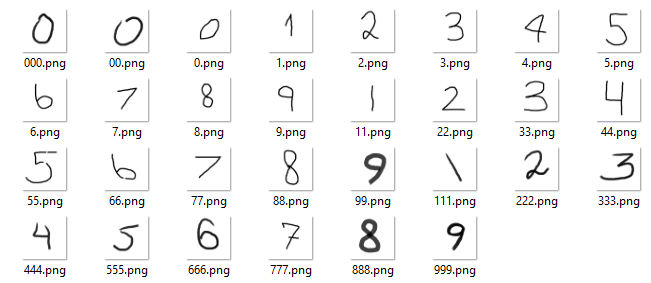 0 0 0 1 2 3 4 5
000.png 00.png 0.png 1.png 2.png 3.png 4.png 5.png
6 7 8 9 1 2 3 4
6.png 7.png 8.png 9.png 11.png 22.png 33.png 44.png
5 6 7 8 9 1 2 3
55.png 66.png 77.png 88.png 99.png 111.png 222.png 333.png
4 5 6 7 8 9
444.png 555.png 666.png 777.png 888.png 999.png